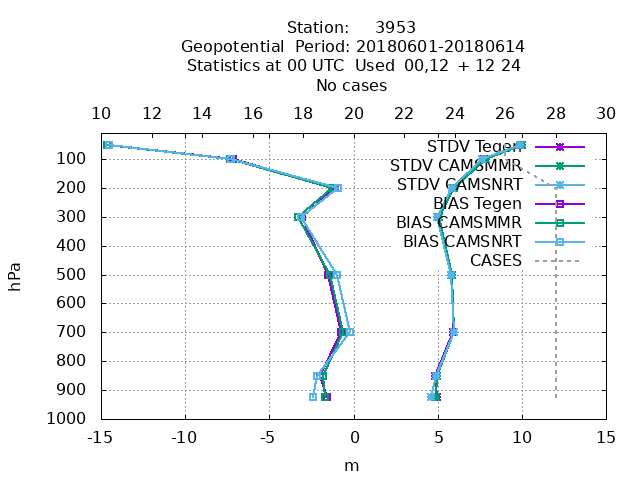 Station: 3953
Geopotential Period: 20180601-20180614
Statistics at 00 UTC Used 00,12 + 12 24
No cases
10 12 14 16 18 20 22 24 26 28 30
STDV Tegen
STDV CAMSMMR
STDV CAMSNRT
BIAS Tegen
BIAS CAMSMMR
BIAS CAMSNRT
CASES
hPa
100
200
300
400
500
600
700
800
900
1000
-15 -10 -5 0 5 10 15
m